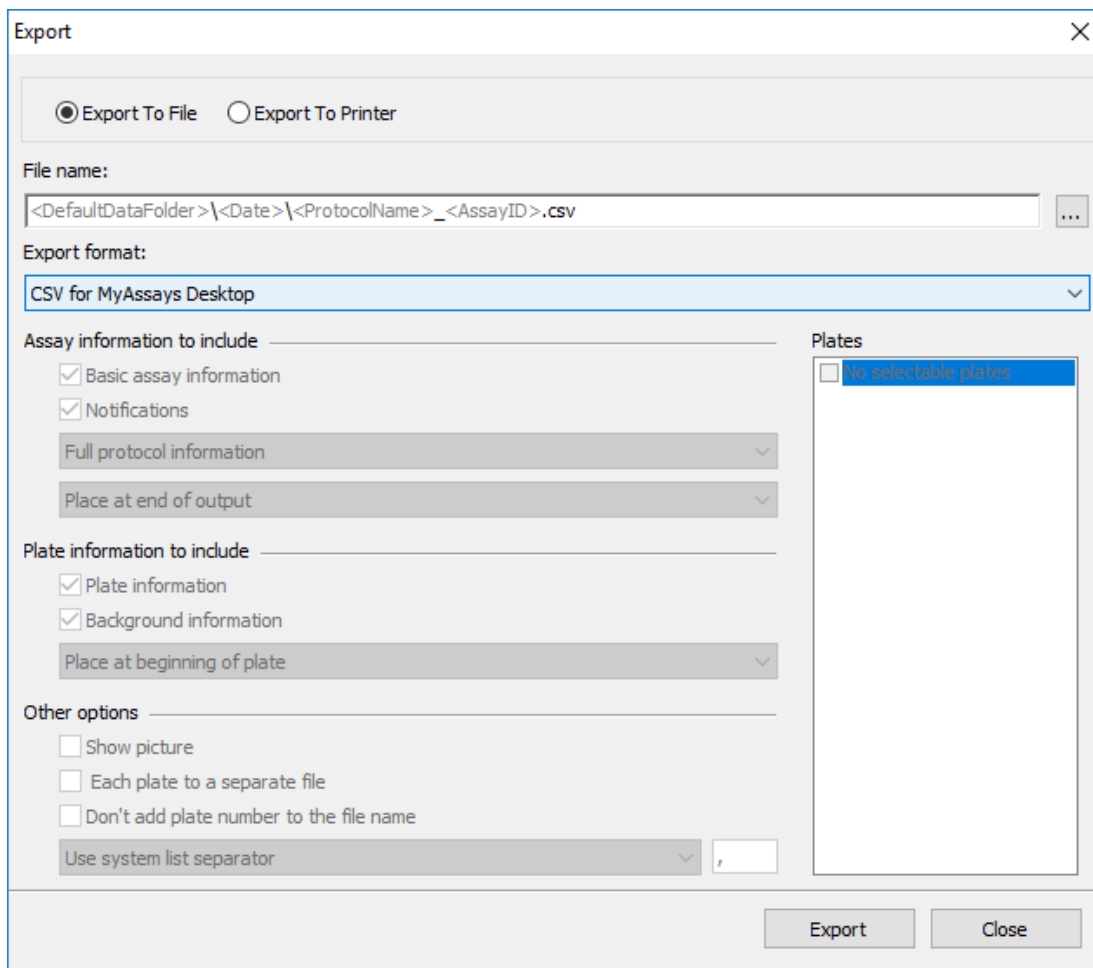 Export
Export To File Export To Printer
File name:
<DefaultDataFolder>\<Date>\<ProtocolName>_<AssayID>.csv
...
Export format:
CSV for MyAssays Desktop
Assay information to include
Basic assay information
Notifications
Full protocol information
Place at end of output
Plate information to include
Plate information
Background information
Place at beginning of plate
Other options
Show picture
Each plate to a separate file
Don't add plate number to the file name
Use system list separator ,
Plates
No selectable plates
Export Close